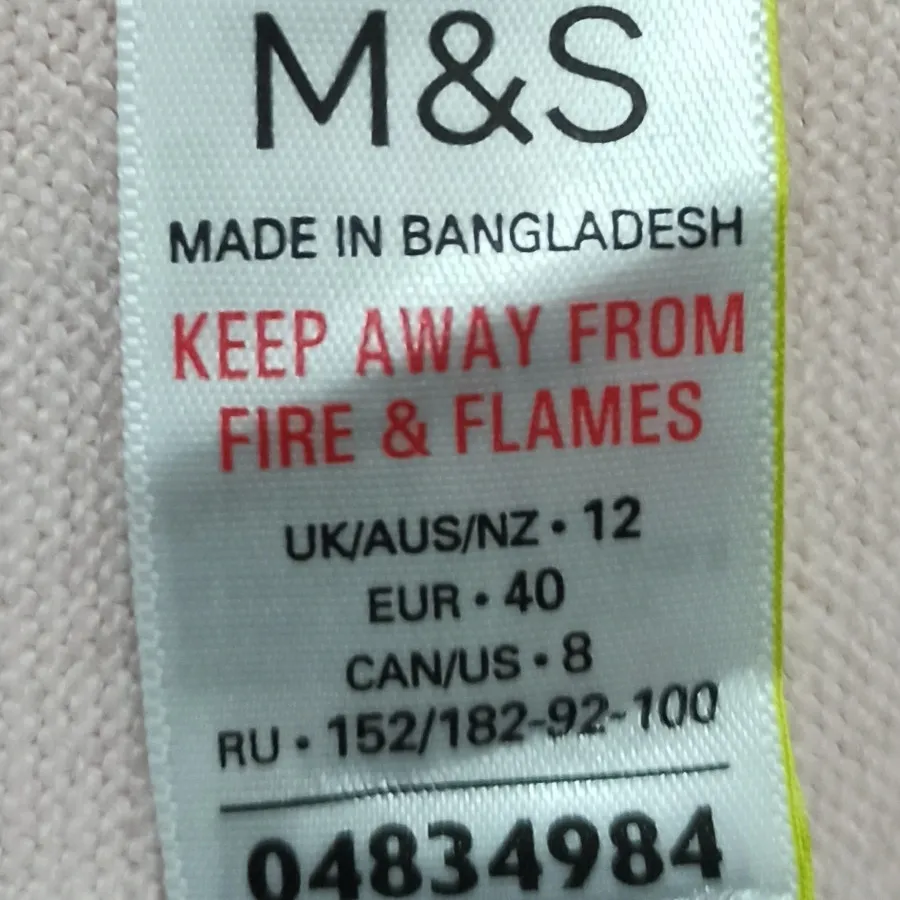 M&S
MADE IN BANGLADESH
KEEP AWAY FROM
FIRE & FLAMES
UK/AUS/NZ • 12
EUR • 40
CAN/US • 8
RU • 152/182-92-100
04834984